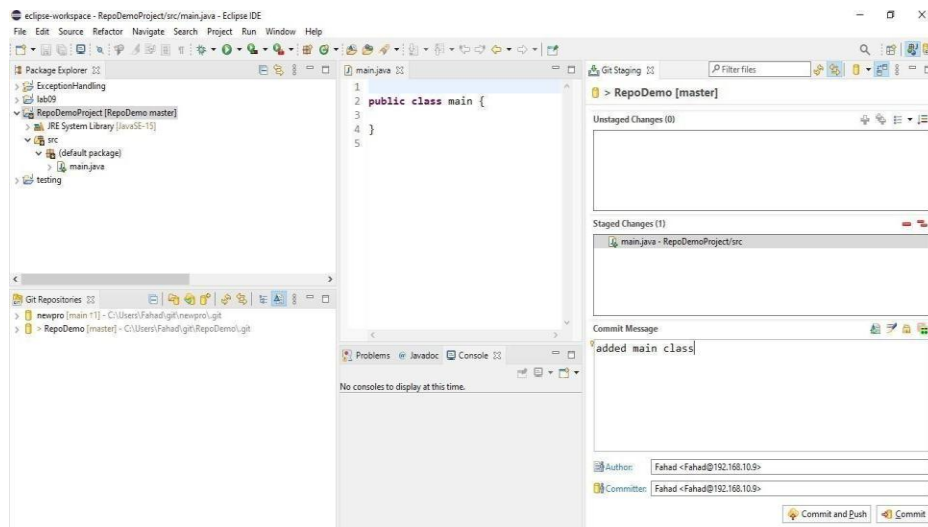 eclipse-workspace - RepoDemoProject/src/main.java - Eclipse IDE
File Edit Source Refactor Navigate Search Project Run Window Help
Package Explorer
ExceptionHandling
lab09
RepoDemoProject [RepoDemo master]
JRE System Library [JavaSE-15]
src
(default package)
main.java
testing
Git Repositories
newpro [main ↑1] - C:\Users\Fahad\git\newpro\.git
> RepoDemo [master] - C:\Users\Fahad\git\RepoDemo\.git
main.java
1
2 public class main {
3
4 }
5
Problems @ Javadoc Console
No consoles to display at this time.
Git Staging
Filter files
> RepoDemo [master]
Unstaged Changes (0)
Staged Changes (1)
main.java - RepoDemoProject/src
Commit Message
added main class
Author: Fahad <Fahad@192.168.10.9>
Committer: Fahad <Fahad@192.168.10.9>
Commit and Push Commit